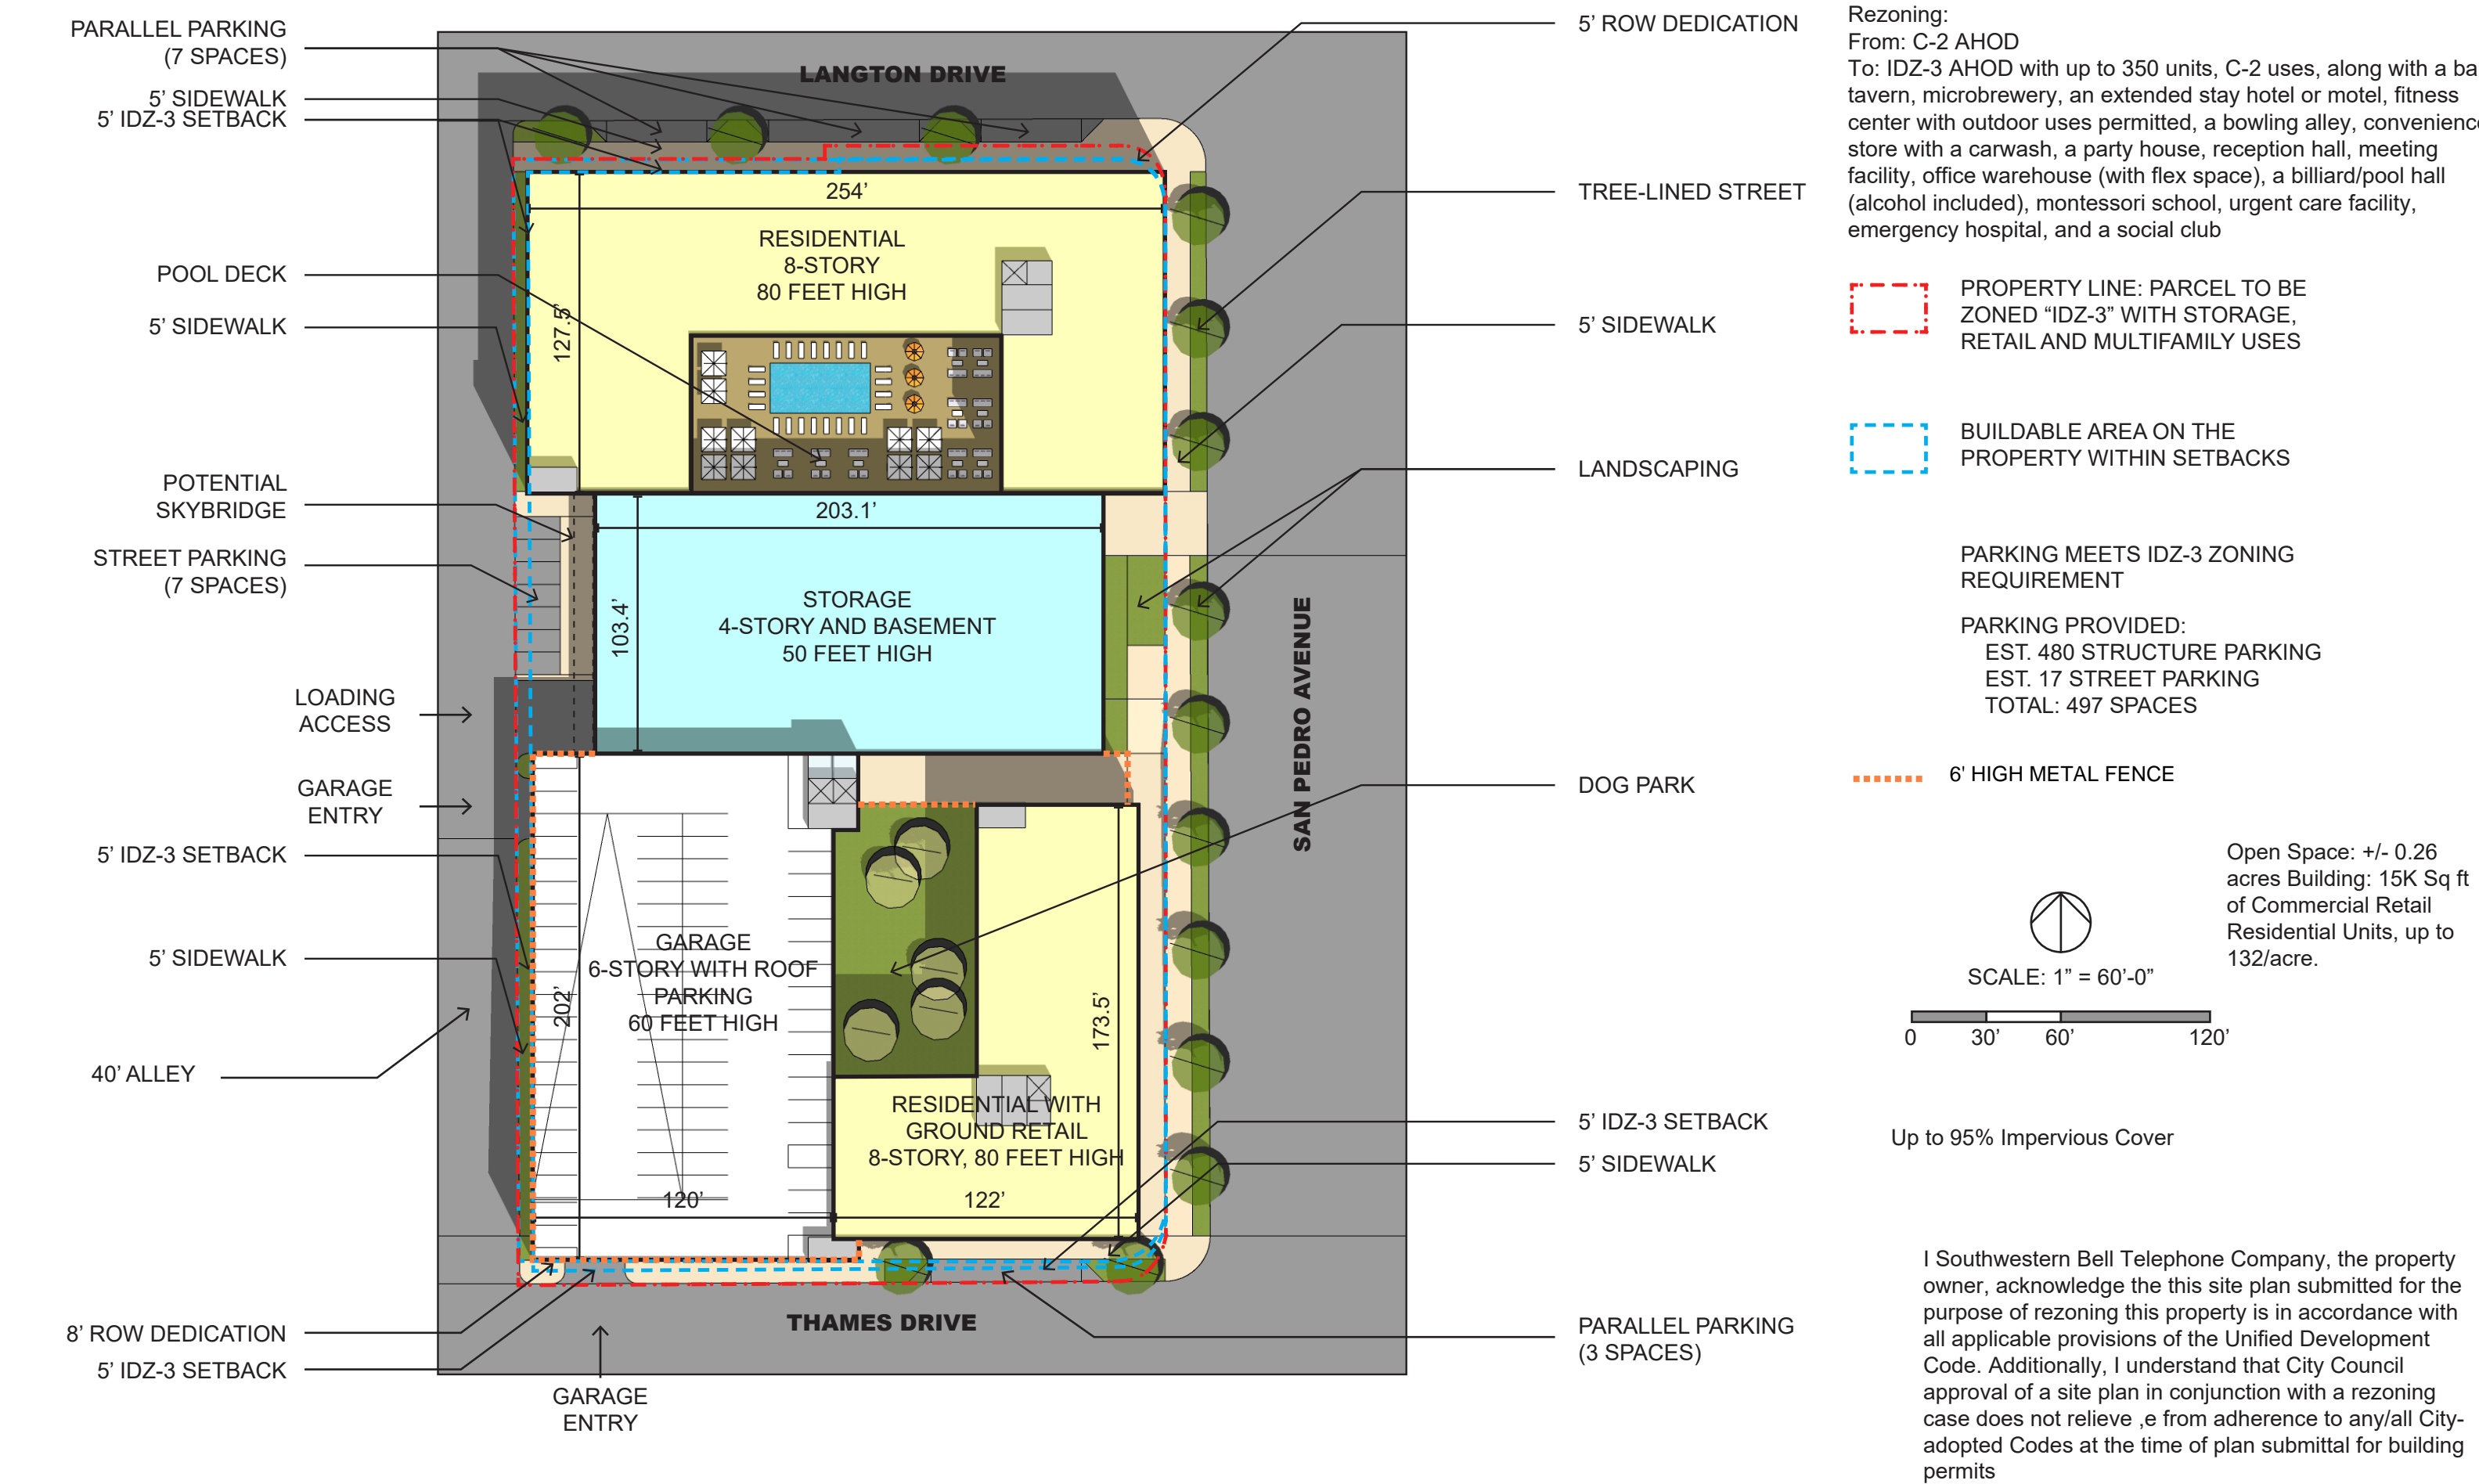 PARALLEL PARKING
(7 SPACES)
5’ SIDEWALK
5’ IDZ-3 SETBACK
POOL DECK
5’ SIDEWALK
POTENTIAL
SKYBRIDGE
STREET PARKING
(7 SPACES)
LOADING
ACCESS
GARAGE
ENTRY
5’ IDZ-3 SETBACK
5’ SIDEWALK
40’ ALLEY
8’ ROW DEDICATION
5’ IDZ-3 SETBACK
GARAGE
ENTRY
LANGTON DRIVE
254’
RESIDENTIAL
8-STORY
80 FEET HIGH
127.5’
203.1’
103.4’
STORAGE
4-STORY AND BASEMENT
50 FEET HIGH
GARAGE
6-STORY WITH ROOF
PARKING
60 FEET HIGH
202’
120’
173.5’
RESIDENTIAL WITH
GROUND RETAIL
8-STORY, 80 FEET HIGH
122’
THAMES DRIVE
SAN PEDRO AVENUE
5’ ROW DEDICATION
TREE-LINED STREET
5’ SIDEWALK
LANDSCAPING
DOG PARK
5’ IDZ-3 SETBACK
5’ SIDEWALK
PARALLEL PARKING
(3 SPACES)
Rezoning:
From: C-2 AHOD
To: IDZ-3 AHOD with up to 350 units, C-2 uses, along with a
tavern, microbrewery, an extended stay hotel or motel, fitness
center with outdoor uses permitted, a bowling alley, convenience
store with a carwash, a party house, reception hall, meeting
facility, office warehouse (with flex space), a billiard/pool hall
(alcohol included), montessori school, urgent care facility,
emergency hospital, and a social club
PROPERTY LINE: PARCEL TO BE
ZONED “IDZ-3” WITH STORAGE,
RETAIL AND MULTIFAMILY USES
BUILDABLE AREA ON THE
PROPERTY WITHIN SETBACKS
PARKING MEETS IDZ-3 ZONING
REQUIREMENT
PARKING PROVIDED:
EST. 480 STRUCTURE PARKING
EST. 17 STREET PARKING
TOTAL: 497 SPACES
6' HIGH METAL FENCE
Open Space: +/- 0.26
acres Building: 15K Sq ft
of Commercial Retail
Residential Units, up to
132/acre.
SCALE: 1” = 60’-0”
0 30’ 60’ 120’
Up to 95% Impervious Cover
I Southwestern Bell Telephone Company, the property
owner, acknowledge the this site plan submitted for the
purpose of rezoning this property is in accordance with
all applicable provisions of the Unified Development
Code. Additionally, I understand that City Council
approval of a site plan in conjunction with a rezoning
case does not relieve ,e from adherence to any/all City-
adopted Codes at the time of plan submittal for building
permits